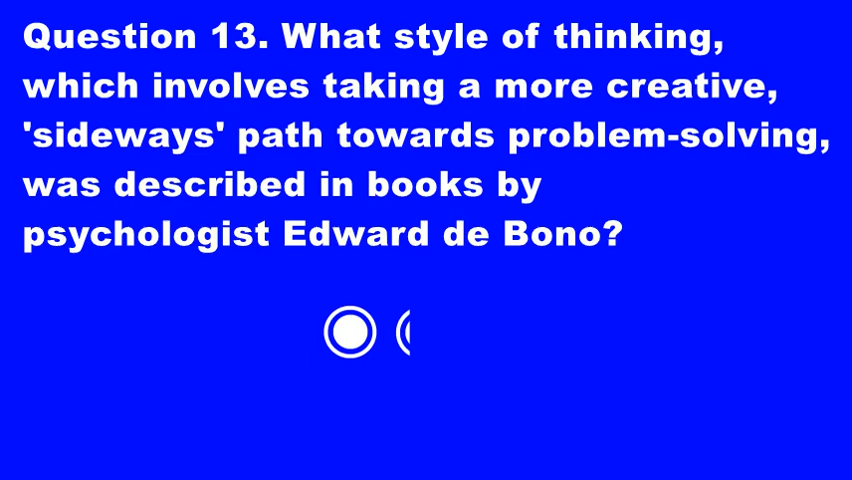 Question 13. What style of thinking,
which involves taking a more creative,
'sideways' path towards problem-solving,
was described in books by
psychologist Edward de Bono?